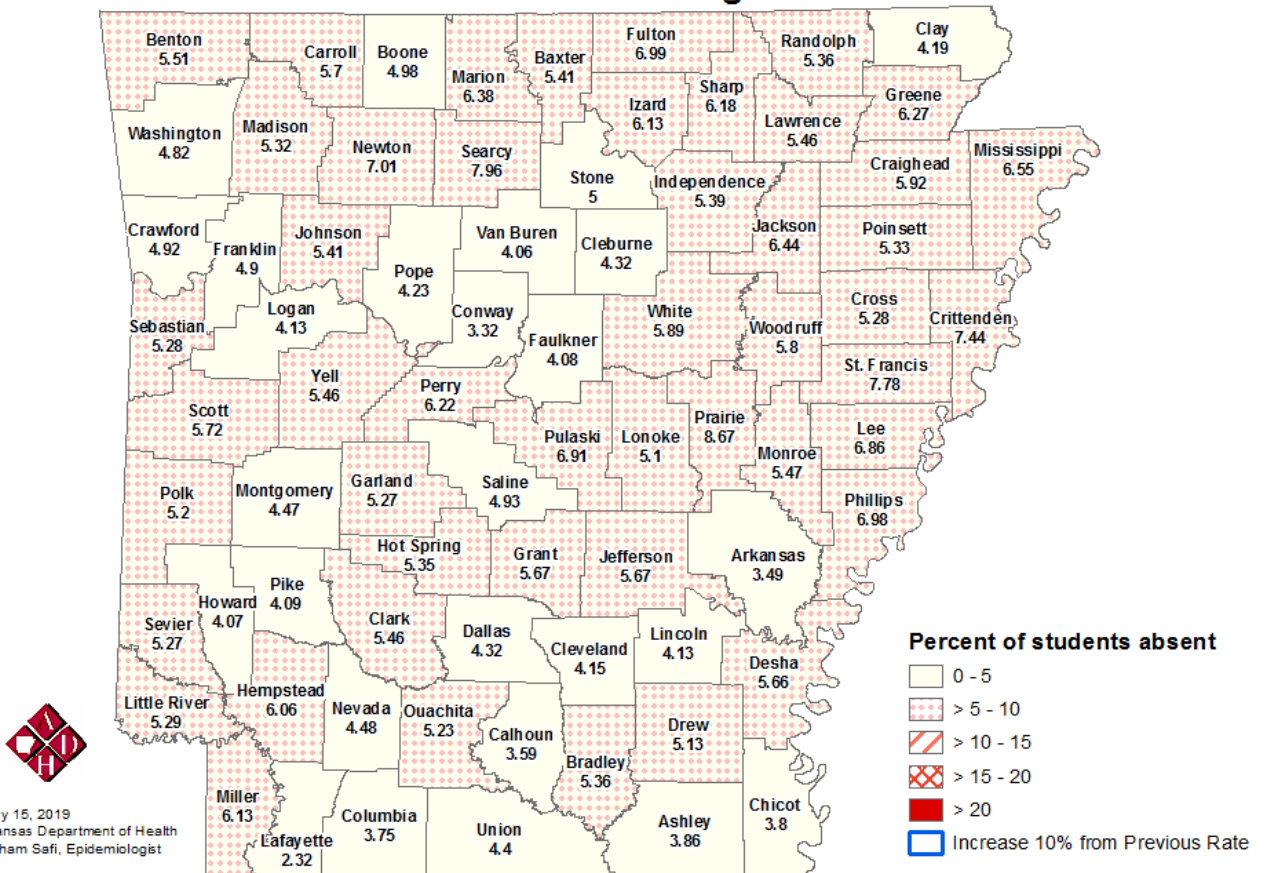 Benton
5.51
Carroll
5.7
Boone
4.98
Marion
6.38
Baxter
5.41
Fulton
6.99
Sharp
6.18
Randolph
5.36
Clay
4.19
Greene
6.27
Izard
6.13
Lawrence
5.46
Washington
4.82
Madison
5.32
Newton
7.01
Searcy
7.96
Stone
5
Independence
5.39
Craighead
5.92
Mississippi
6.55
Crawford
4.92
Franklin
4.9
Johnson
5.41
Pope
4.23
Van Buren
4.06
Cleburne
4.32
Jackson
6.44
Poinsett
5.33
Logan
4.13
Conway
3.32
Faulkner
4.08
White
5.89
Woodruff
5.8
Cross
5.28
Crittenden
7.44
Sebastian
5.28
St. Francis
7.78
Scott
5.72
Yell
5.46
Perry
6.22
Pulaski
6.91
Lonoke
5.1
Prairie
8.67
Monroe
5.47
Lee
6.86
Polk
5.2
Montgomery
4.47
Garland
5.27
Saline
4.93
Phillips
6.98
Hot Spring
5.35
Grant
5.67
Jefferson
5.67
Arkansas
3.49
Pike
4.09
Howard
4.07
Sevier
5.27
Clark
5.46
Dallas
4.32
Cleveland
4.15
Lincoln
4.13
Desha
5.66
Little River
5.29
Hempstead
6.06
Nevada
4.48
Ouachita
5.23
Calhoun
3.59
Bradley
5.36
Drew
5.13
Miller
6.13
Lafayette
2.32
Columbia
3.75
Union
4.4
Ashley
3.86
Chicot
3.8
Percent of students absent
0 - 5
> 5 - 10
> 10 - 15
> 15 - 20
> 20
Increase 10% from Previous Rate
A
D
H
y 15, 2019
ansas Department of Health
ham Safi, Epidemiologist